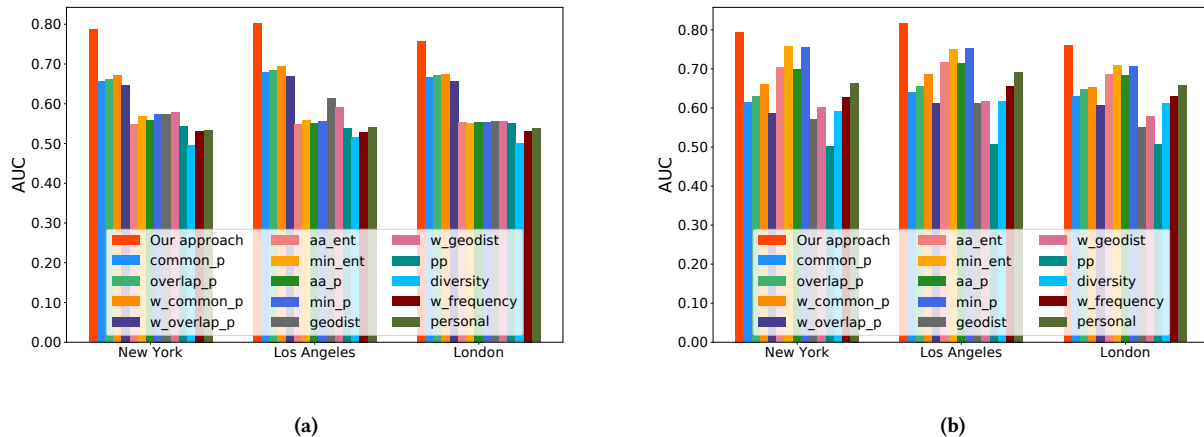 AUC
0.80
0.70
0.60
0.50
0.40
0.30
0.20
0.10
0.00
Our approach
common_p
overlap_p
w_common_p
w_overlap_p
aa_ent
min_ent
aa_p
min_p
geodist
w_geodist
pp
diversity
w_frequency
personal
New York
Los Angeles
London
(a)
AUC
0.80
0.70
0.60
0.50
0.40
0.30
0.20
0.10
0.00
Our approach
common_p
overlap_p
w_common_p
w_overlap_p
aa_ent
min_ent
aa_p
min_p
geodist
w_geodist
pp
diversity
w_frequency
personal
New York
Los Angeles
London
(b)